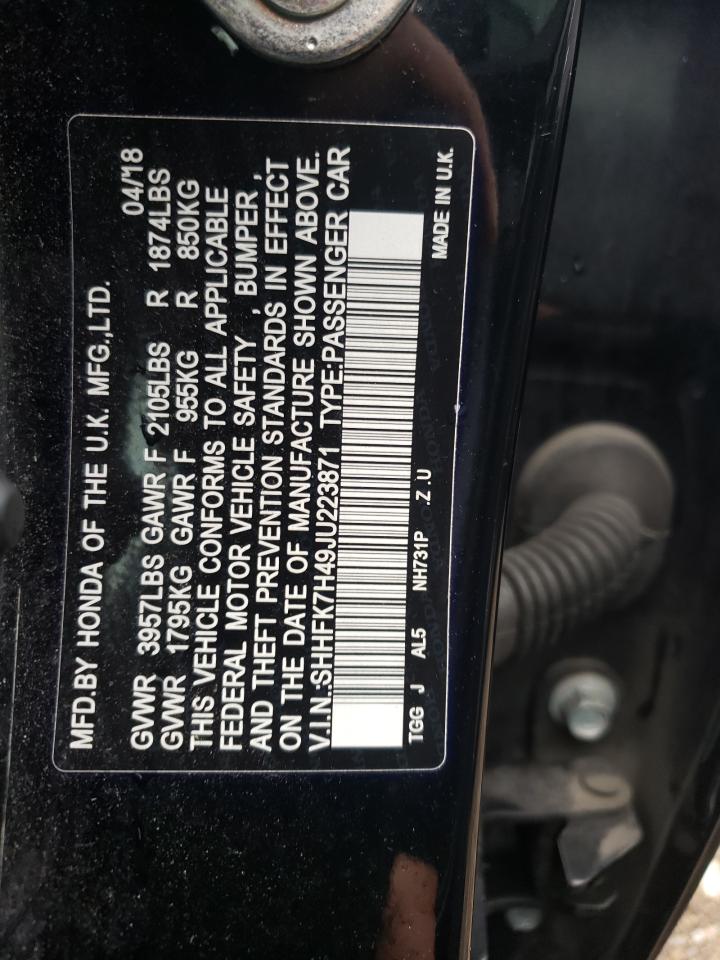 MFD.BY HONDA OF THE U.K. MFG.,LTD. 04/18
GVWR 3957LBS GAWR F 2105LBS R 1874LBS
GVWR 1795KG GAWR F 955KG R 850KG
THIS VEHICLE CONFORMS TO ALL APPLICABLE
FEDERAL MOTOR VEHICLE SAFETY , BUMPER ,
AND THEFT PREVENTION STANDARDS IN EFFECT
ON THE DATE OF MANUFACTURE SHOWN ABOVE.
V.I.N.:SHHFK7H49JU223871 TYPE:PASSENGER CAR
TGG J AL5 NH731P .Z .U MADE IN U.K.